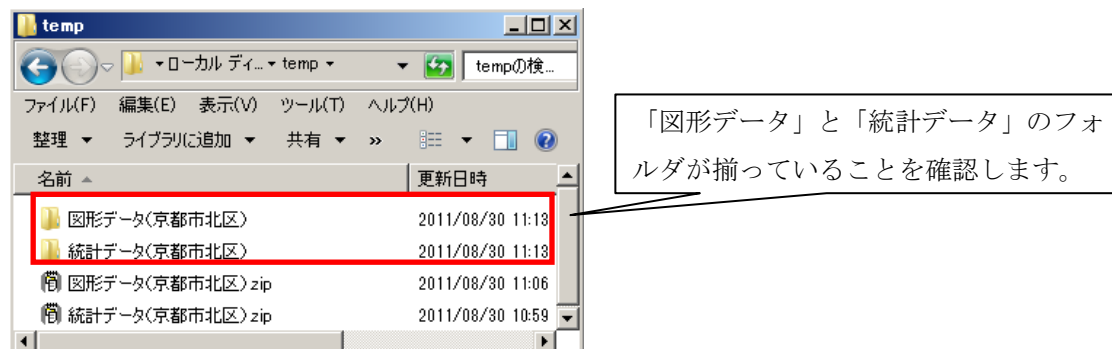 temp
ローカル ディ... temp
tempの検...
ファイル(F) 編集(E) 表示(V) ツール(T) ヘルプ(H)
整理 ライブラリに追加 共有 »
名前 更新日時
図形データ(京都市北区) 2011/08/30 11:13
統計データ(京都市北区) 2011/08/30 11:13
図形データ(京都市北区).zip 2011/08/30 11:06
統計データ(京都市北区).zip 2011/08/30 10:59
「図形データ」と「統計データ」のフォ
ルダが揃っていることを確認します。